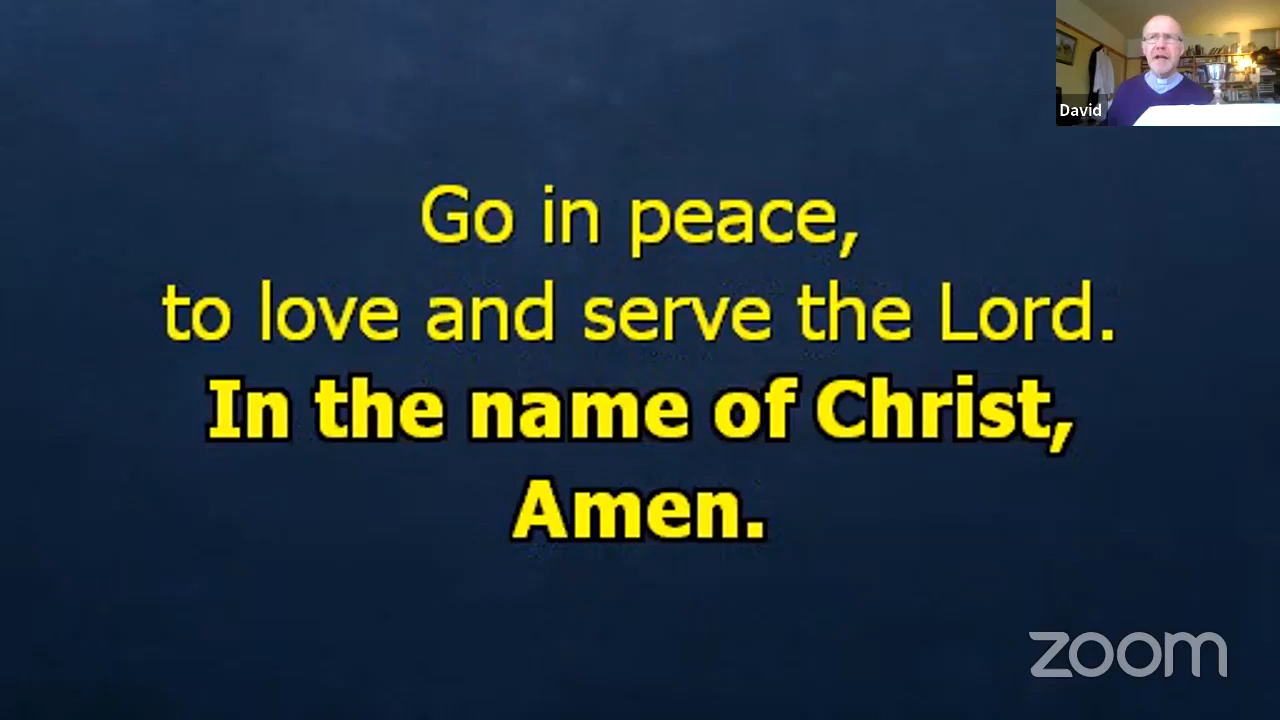 David
Go in peace,
to love and serve the Lord.
In the name of Christ,
Amen.
zoom